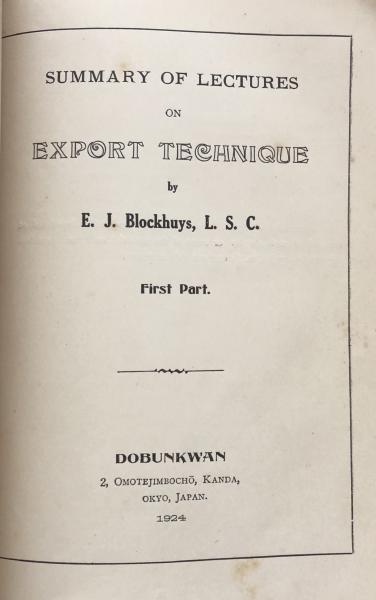 SUMMARY OF LECTURES
ON
EXPORT TECHNIQUE
by
E. J. Blockhuys, L. S. C.
First Part.
DOBUNKWAN
2, OMOTEJIMBOCHŌ, KANDA,
OKYO, JAPAN.
1924